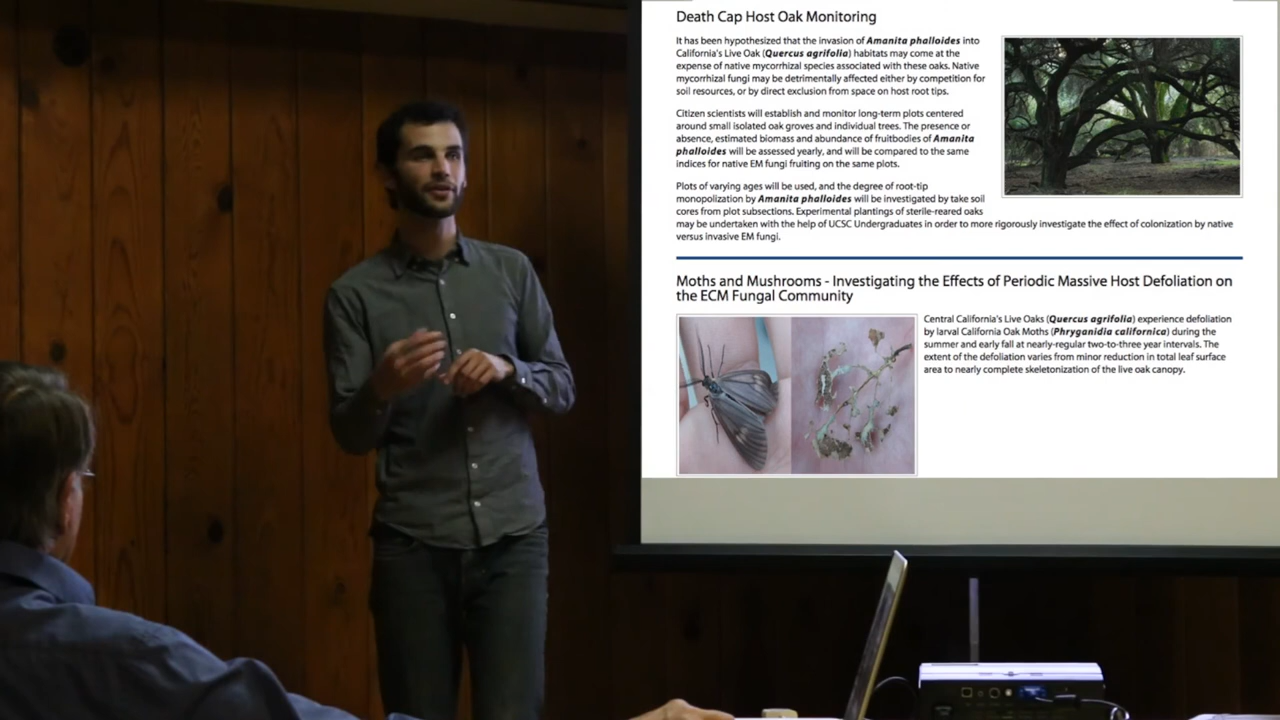 Death Cap Host Oak Monitoring
It has been hypothesized that the invasion of Amanita phalloides into
California's Live Oak (Quercus agrifolia) habitats may come at the
expense of native mycorrhizal species associated with these oaks. Native
mycorrhizal fungi may be detrimentally affected either by competition for
soil resources, or by direct exclusion from space on host root tips.
Citizen scientists will establish and monitor long-term plots centered
around small isolated oak groves and individual trees. The presence or
absence, estimated biomass and abundance of fruitbodies of Amanita
phalloides will be assessed yearly, and will be compared to the same
indices for native EM fungi fruiting on the same plots.
Plots of varying ages will be used, and the degree of root-tip
monopolization by Amanita phalloides will be investigated by take soil
cores from plot subsections. Experimental plantings of sterile-reared oaks
may be undertaken with the help of UCSC Undergraduates in order to more rigorously investigate the effect of colonization by native
versus invasive EM fungi.
Moths and Mushrooms - Investigating the Effects of Periodic Massive Host Defoliation on
the ECM Fungal Community
Central California's Live Oaks (Quercus agrifolia) experience defoliation
by larval California Oak Moths (Phryganidia californica) during the
summer and early fall at nearly-regular two-to-three year intervals. The
extent of the defoliation varies from minor reduction in total leaf surface
area to nearly complete skeletonization of the live oak canopy.